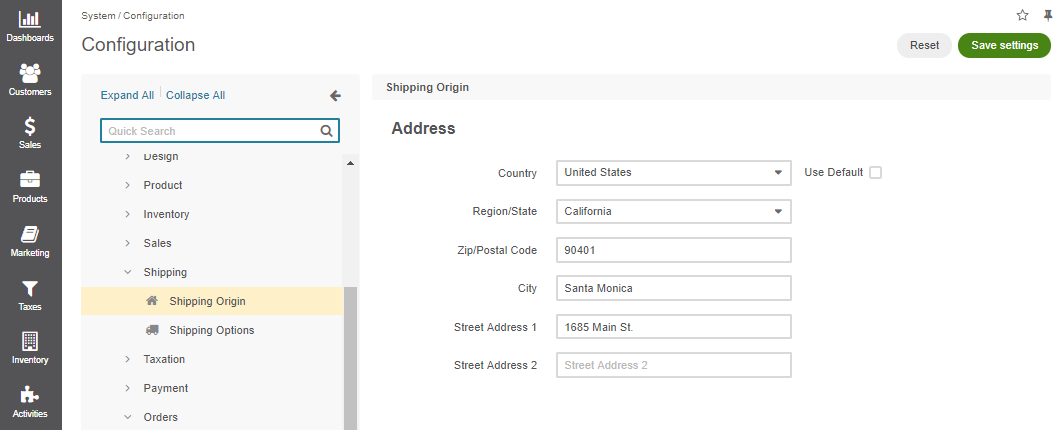 Dashboards
Customers
Sales
Products
Marketing
Taxes
Inventory
Activities
System / Configuration
Configuration
Reset
Save settings
Expand All
Collapse All
Quick Search
Design
Product
Inventory
Sales
Shipping
Shipping Origin
Shipping Options
Taxation
Payment
Orders
Shipping Origin
Address
Country United States Use Default
Region/State California
Zip/Postal Code 90401
City Santa Monica
Street Address 1 1685 Main St.
Street Address 2 Street Address 2